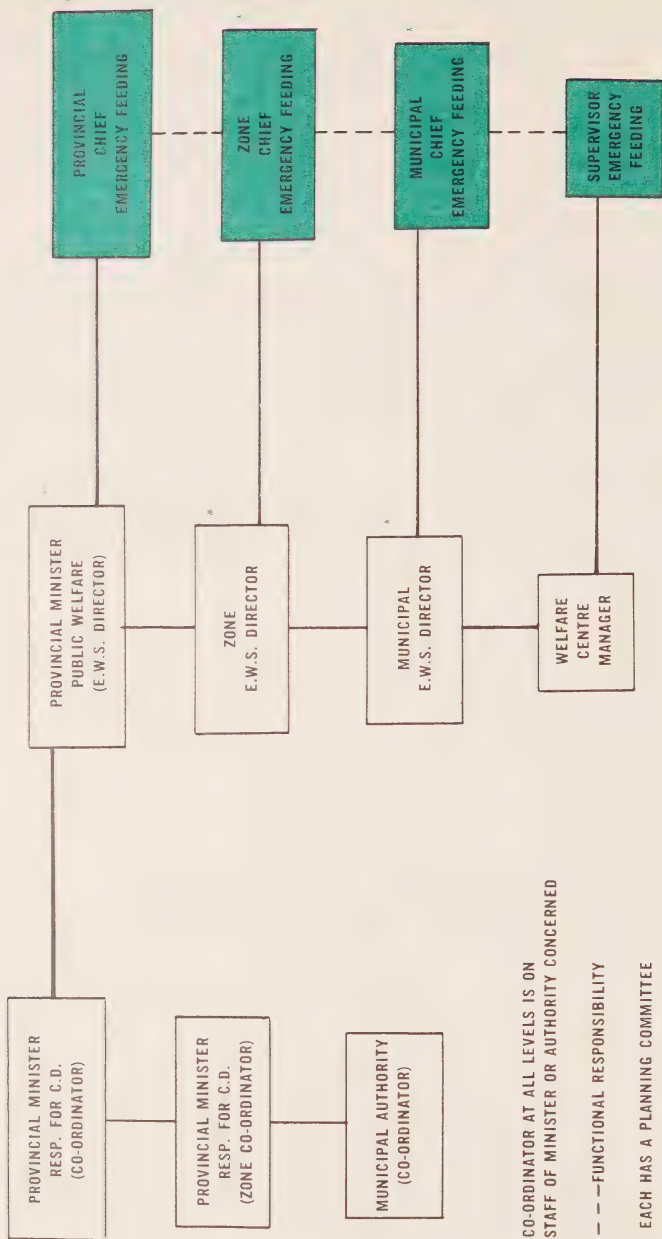 PROVINCIAL MINISTER
RESP. FOR C.D.
(CO-ORDINATOR)
PROVINCIAL MINISTER
PUBLIC WELFARE
(E.W.S. DIRECTOR)
PROVINCIAL
CHIEF
EMERGENCY FEEDING
PROVINCIAL MINISTER
RESP. FOR C.D.
(ZONE CO-ORDINATOR)
ZONE
E.W.S. DIRECTOR
ZONE
CHIEF
EMERGENCY FEEDING
MUNICIPAL AUTHORITY
(CO-ORDINATOR)
MUNICIPAL
E.W.S. DIRECTOR
MUNICIPAL
CHIEF
EMERGENCY FEEDING
WELFARE
CENTRE
MANAGER
SUPERVISOR
EMERGENCY
FEEDING
CO-ORDINATOR AT ALL LEVELS IS ON
STAFF OF MINISTER OR AUTHORITY CONCERNED
– – –FUNCTIONAL RESPONSIBILITY
EACH HAS A PLANNING COMMITTEE